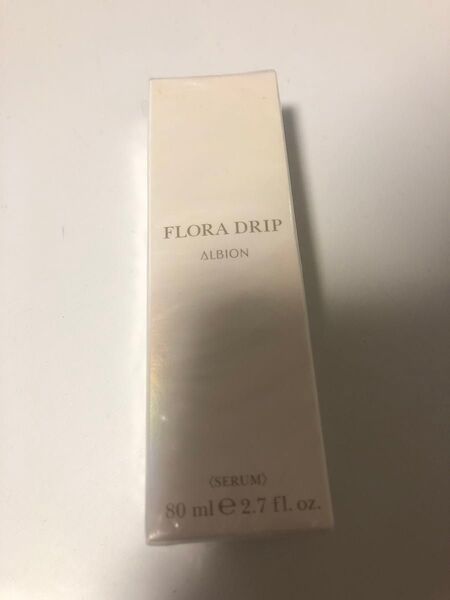 FLORA DRIP
ALBION
〈SERUM〉
80 ml ℮ 2.7 fl. oz.